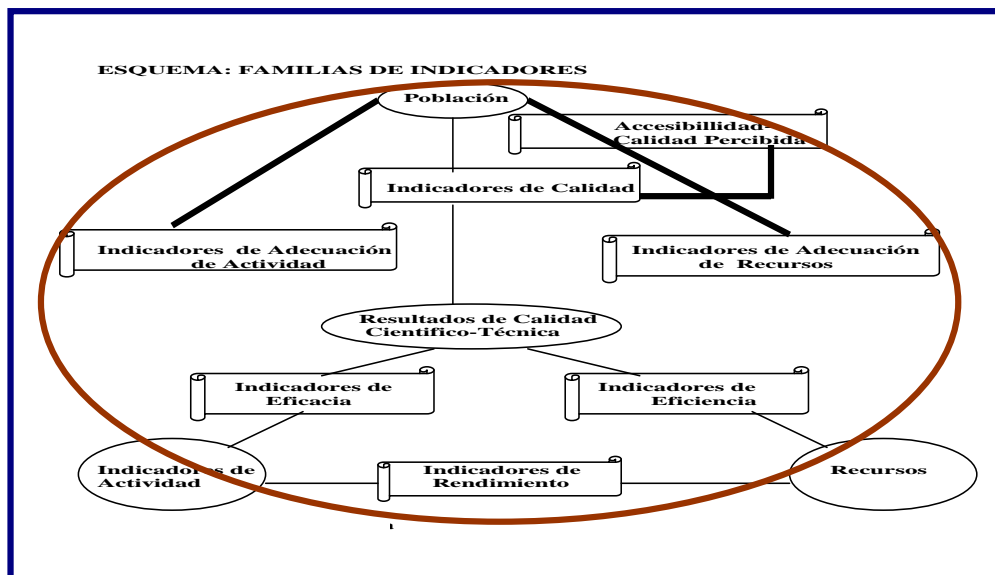 ESQUEMA: FAMILIAS DE INDICADORES
Población
Accesibillidad-
Calidad Percibida
Indicadores de Calidad
Indicadores de Adecuación
de Actividad
Indicadores de Adecuación
de Recursos
Resultados de Calidad
Cientifico-Técnica
Indicadores de
Eficacia
Indicadores de
Eficiencia
Indicadores de
Actividad
Indicadores de
Rendimiento
Recursos